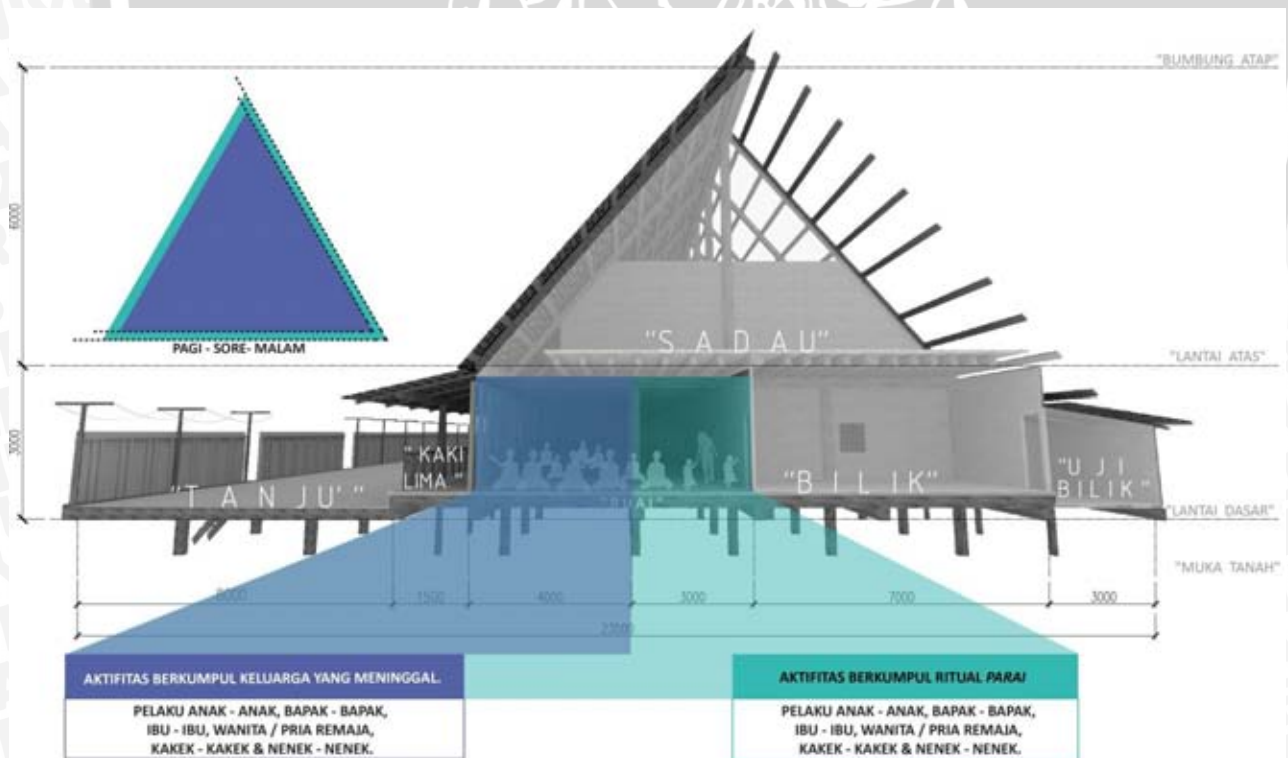 "BUMBUNG ATAP"
6000
PAGI - SORE- MALAM
"S A D A U"
"LANTAI ATAS"
3000
"T A N J U'"
" KAKI
LIMA "
"B I L I K"
"U J I
BILIK"
"LANTAI DASAR"
"MUKA TANAH"
1500
4000
3000
7000
3000
AKTIFITAS BERKUMPUL KELUARGA YANG MENINGGAL.
PELAKU ANAK - ANAK, BAPAK - BAPAK,
IBU - IBU, WANITA / PRIA REMAJA,
KAKEK - KAKEK & NENEK - NENEK.
AKTIFITAS BERKUMPUL RITUAL PARAI
PELAKU ANAK - ANAK, BAPAK - BAPAK,
IBU - IBU, WANITA / PRIA REMAJA,
KAKEK - KAKEK & NENEK - NENEK.